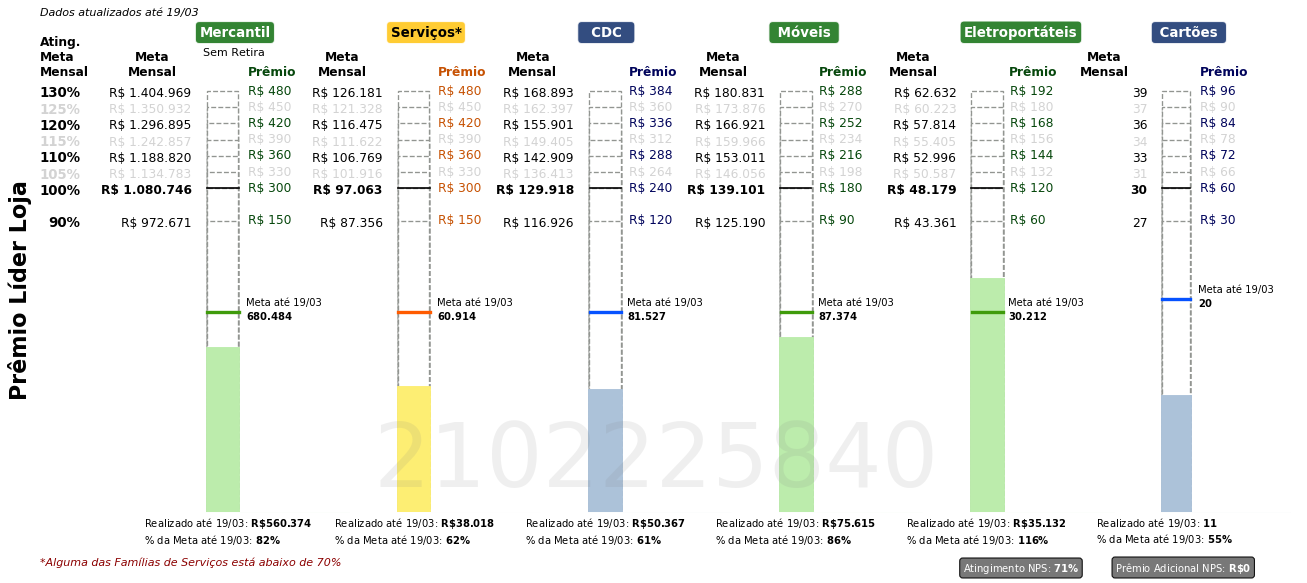 Dados atualizados até 19/03
Mercantil Serviços* CDC Móveis Eletroportáteis Cartões
Sem Retira
Ating. Meta Mensal Meta Mensal Prêmio Meta Mensal Prêmio Meta Mensal Prêmio Meta Mensal Prêmio Meta Mensal Prêmio Meta Mensal Prêmio
130% R$ 1.404.969 R$ 480 R$ 126.181 R$ 480 R$ 168.893 R$ 384 R$ 180.831 R$ 288 R$ 62.632 R$ 192 39 R$ 96
125% R$ 1.350.932 R$ 450 R$ 121.328 R$ 450 R$ 162.397 R$ 360 R$ 173.876 R$ 270 R$ 60.223 R$ 180 37 R$ 90
120% R$ 1.296.895 R$ 420 R$ 116.475 R$ 420 R$ 155.901 R$ 336 R$ 166.921 R$ 252 R$ 57.814 R$ 168 36 R$ 84
115% R$ 1.242.857 R$ 390 R$ 111.622 R$ 390 R$ 149.405 R$ 312 R$ 159.966 R$ 234 R$ 55.405 R$ 156 34 R$ 78
110% R$ 1.188.820 R$ 360 R$ 106.769 R$ 360 R$ 142.909 R$ 288 R$ 153.011 R$ 216 R$ 52.996 R$ 144 33 R$ 72
105% R$ 1.134.783 R$ 330 R$ 101.916 R$ 330 R$ 136.413 R$ 264 R$ 146.056 R$ 198 R$ 50.587 R$ 132 31 R$ 66
100% R$ 1.080.746 R$ 300 R$ 97.063 R$ 300 R$ 129.918 R$ 240 R$ 139.101 R$ 180 R$ 48.179 R$ 120 30 R$ 60
90% R$ 972.671 R$ 150 R$ 87.356 R$ 150 R$ 116.926 R$ 120 R$ 125.190 R$ 90 R$ 43.361 R$ 60 27 R$ 30
Prêmio Líder Loja
Meta até 19/03 Meta até 19/03 Meta até 19/03 Meta até 19/03 Meta até 19/03 Meta até 19/03
680.484 60.914 81.527 87.374 30.212 20
2102225840
Realizado até 19/03: R$560.374 Realizado até 19/03: R$38.018 Realizado até 19/03: R$50.367 Realizado até 19/03: R$75.615 Realizado até 19/03: R$35.132 Realizado até 19/03: 11
% da Meta até 19/03: 82% % da Meta até 19/03: 62% % da Meta até 19/03: 61% % da Meta até 19/03: 86% % da Meta até 19/03: 116% % da Meta até 19/03: 55%
*Alguma das Famílias de Serviços está abaixo de 70% Atingimento NPS: 71% Prêmio Adicional NPS: R$0